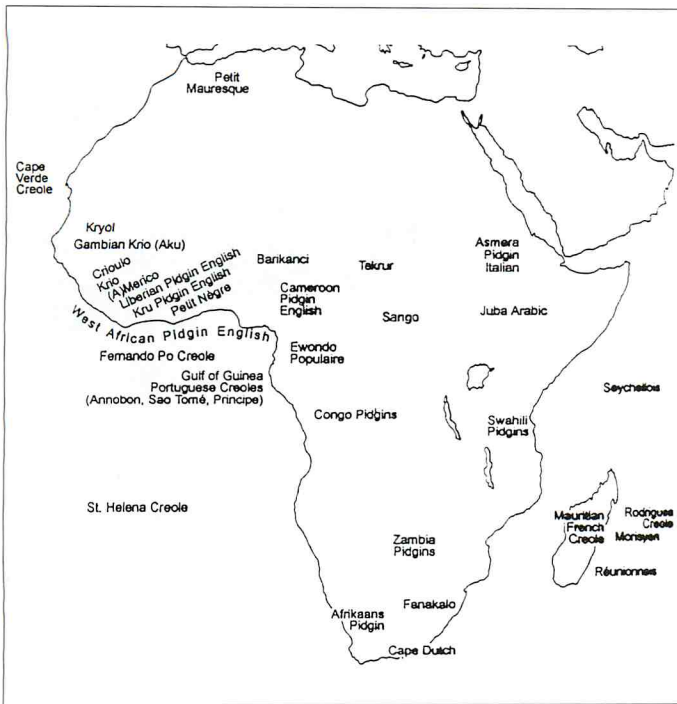 Petit
Mauresque
Cape
Verde
Creole
Kryol
Gambian Krio (Aku)
Crioulo
Krio
(A)Merico
Liberian Pidgin English
Kru Pidgin English
Petit Nègre
West African Pidgin English
Barikanci
Tekrur
Asmera
Pidgin
Italian
Cameroon
Pidgin
English
Sango
Juba Arabic
Ewondo
Populaire
Fernando Po Creole
Gulf of Guinea
Portuguese Creoles
(Annobon, Sao Tomé, Principe)
Congo Pidgins
Swahili
Pidgins
Seychellois
St. Helena Creole
Zambia
Pidgins
Mauritian
French
Creole
Rodrigues
Creole
Morisyen
Réunionnais
Fanakalo
Afrikaans
Pidgin
Cape Dutch